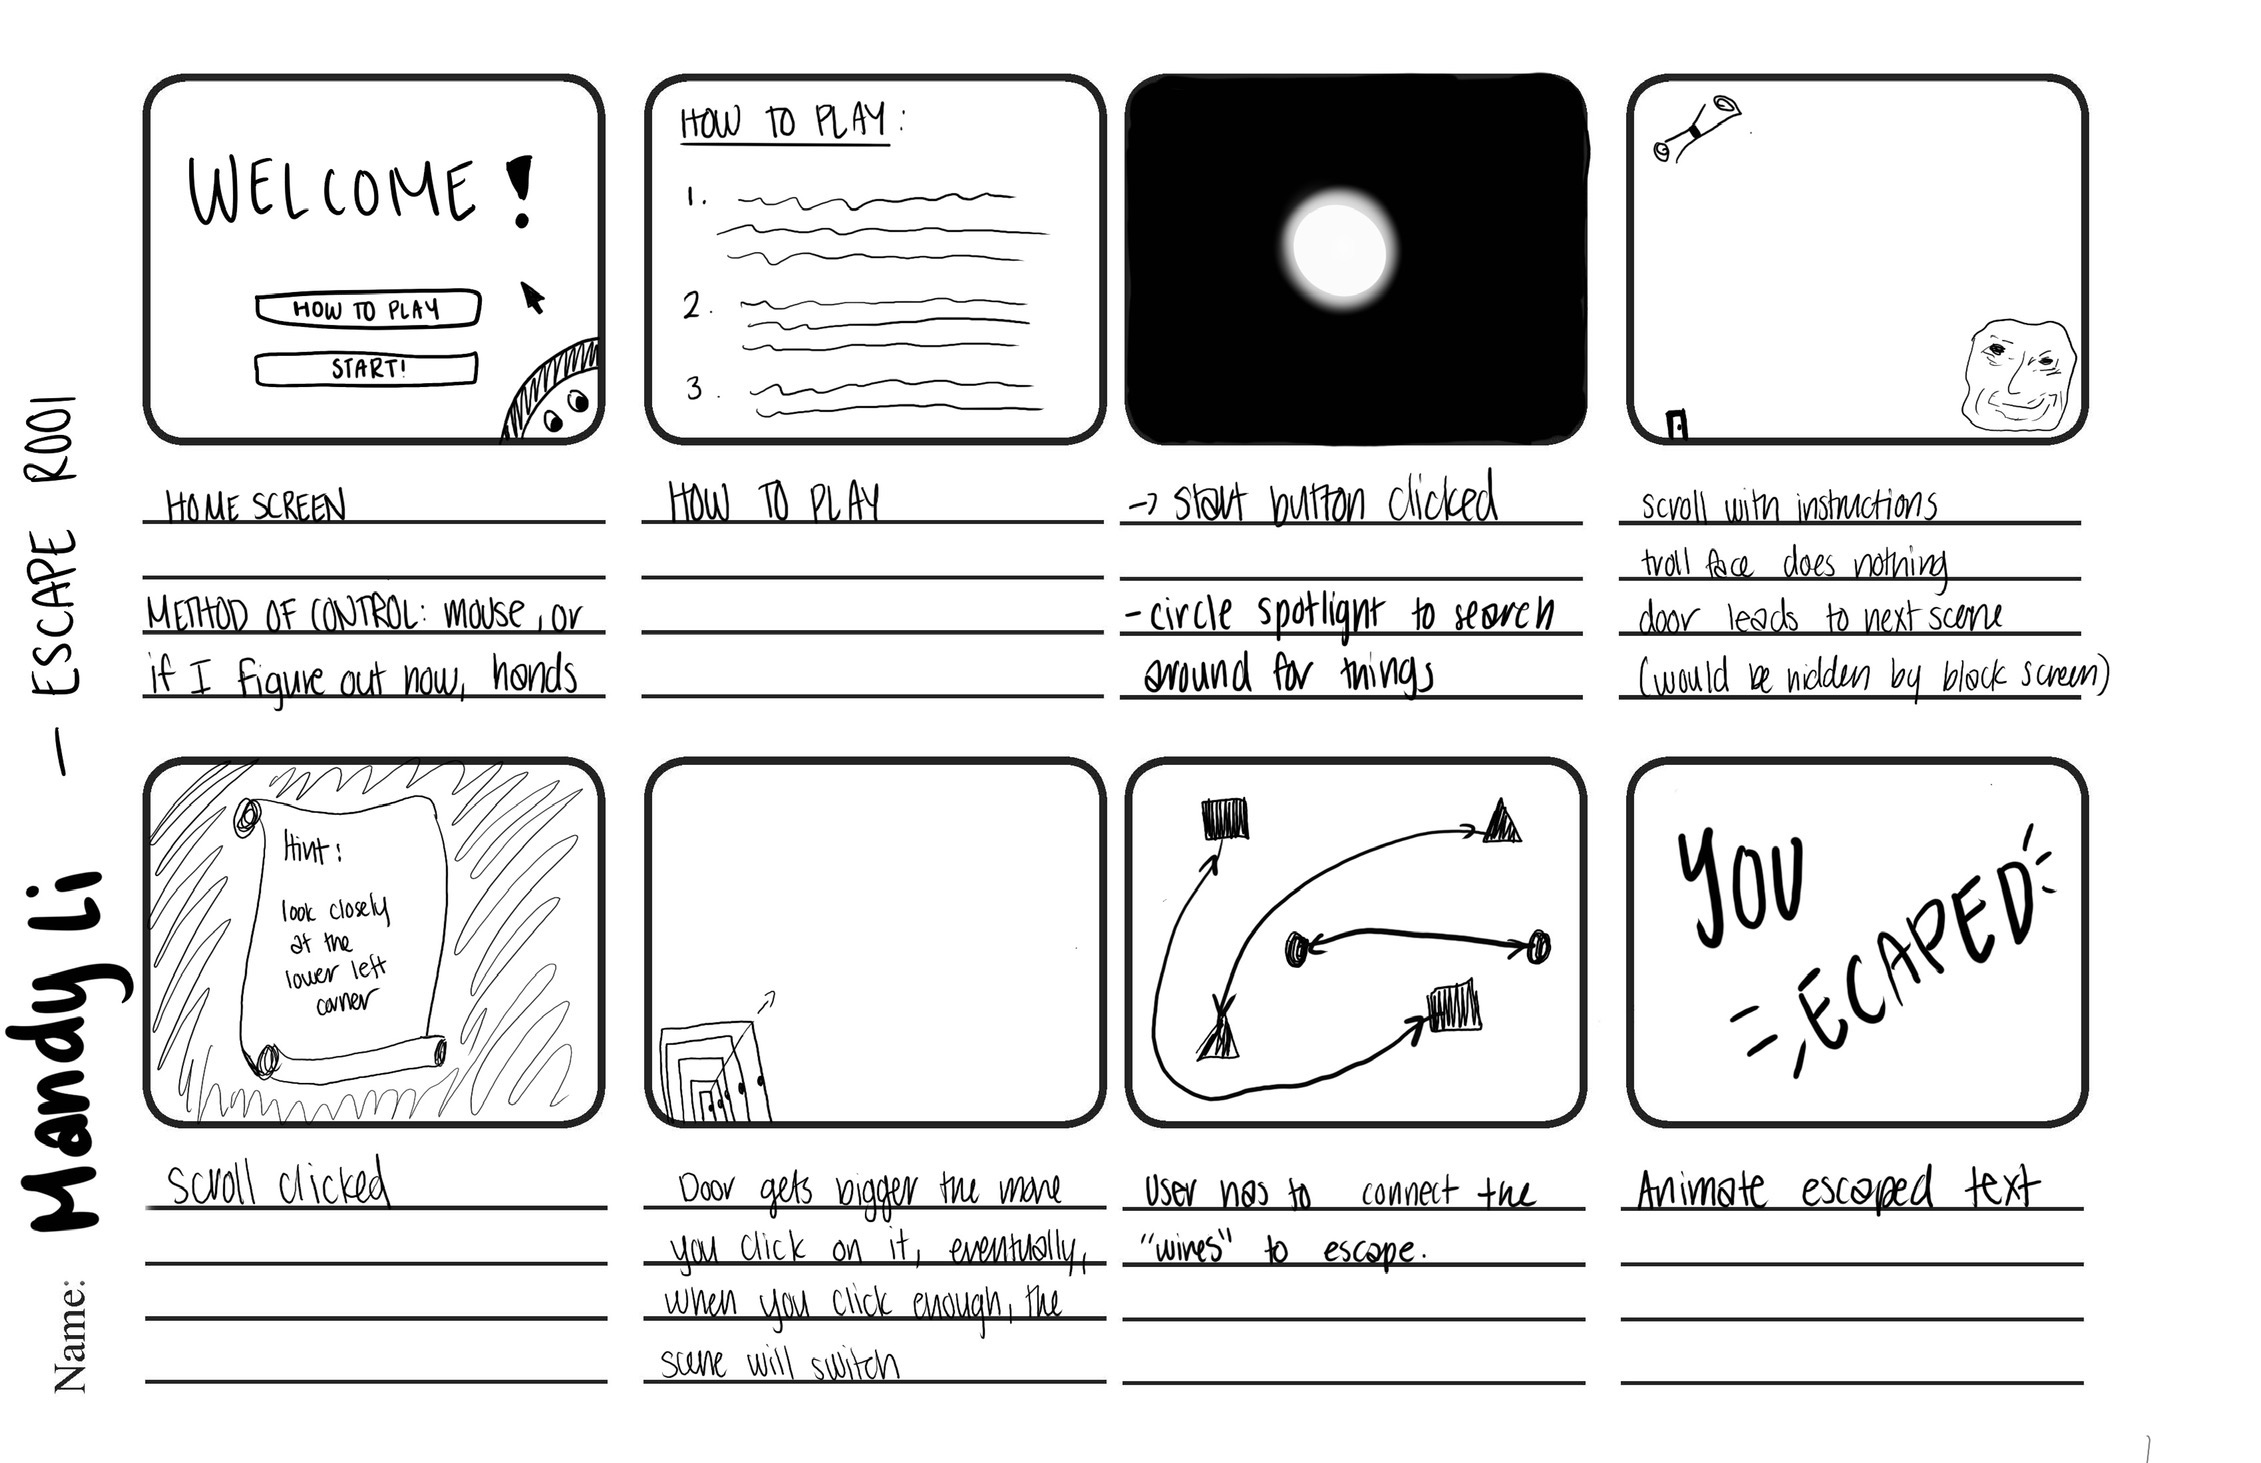 Name: Mandy Li — ESCAPE ROOI
WELCOME!
HOW TO PLAY
START!
HOME SCREEN
METHOD OF CONTROL: mouse, or
if I figure out how, hands
HOW TO PLAY:
1.
2.
3.
HOW TO PLAY
-> start button clicked
- circle spotlight to search
around for things
scroll with instructions
troll face does nothing
door leads to next scene
(would be hidden by black screen)
Hint:
look closely
at the
lower left
corner
scroll clicked
Door gets bigger the more
you click on it, eventually,
when you click enough, the
scene will switch
User has to connect the
"wires" to escape.
YOU
ECAPED
Animate escaped text